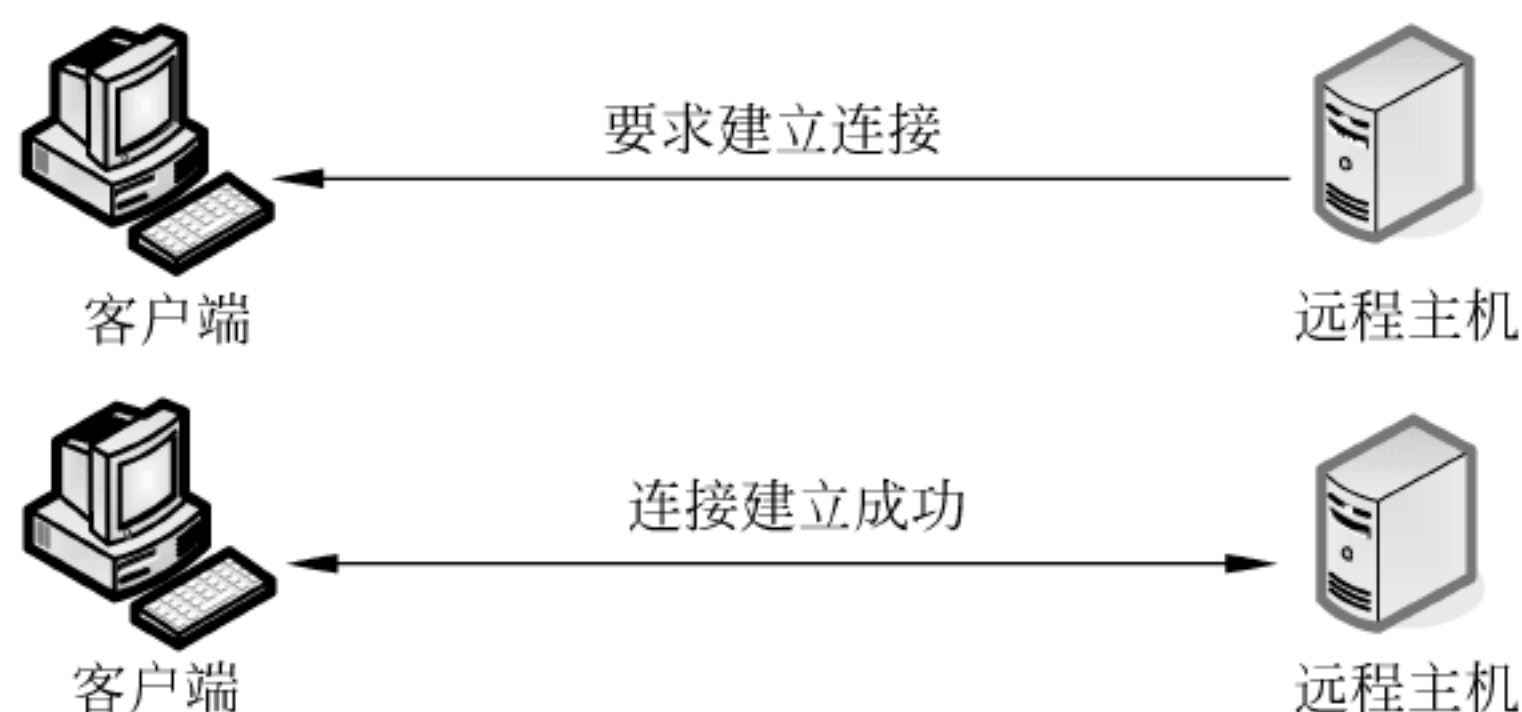 要求建立连接
客户端
远程主机
连接建立成功
客户端
远程主机